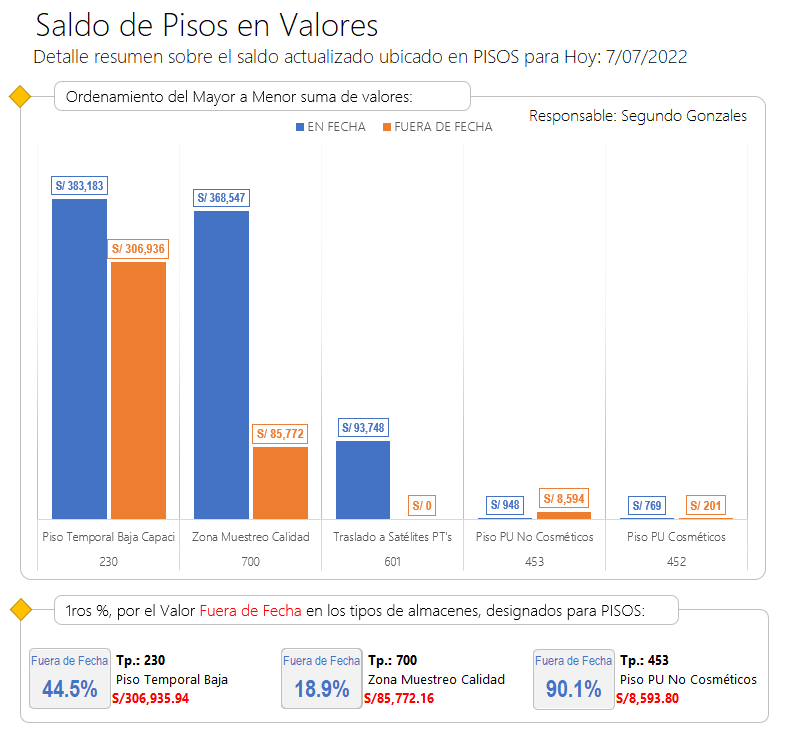 Saldo de Pisos en Valores
Detalle resumen sobre el saldo actualizado ubicado en PISOS para Hoy: 7/07/2022
Ordenamiento del Mayor a Menor suma de valores:
Responsable: Segundo Gonzales
EN FECHA FUERA DE FECHA
S/ 383,183
S/ 306,936
S/ 368,547
S/ 85,772
S/ 93,748
S/ 0
S/ 948
S/ 8,594
S/ 769
S/ 201
Piso Temporal Baja Capaci Zona Muestreo Calidad Traslado a Satélites PT's Piso PU No Cosméticos Piso PU Cosméticos
230 700 601 453 452
1ros %, por el Valor Fuera de Fecha en los tipos de almacenes, designados para PISOS:
Fuera de Fecha
44.5%
Tp.: 230
Piso Temporal Baja
S/306,935.94
Fuera de Fecha
18.9%
Tp.: 700
Zona Muestreo Calidad
S/85,772.16
Fuera de Fecha
90.1%
Tp.: 453
Piso PU No Cosméticos
S/8,593.80